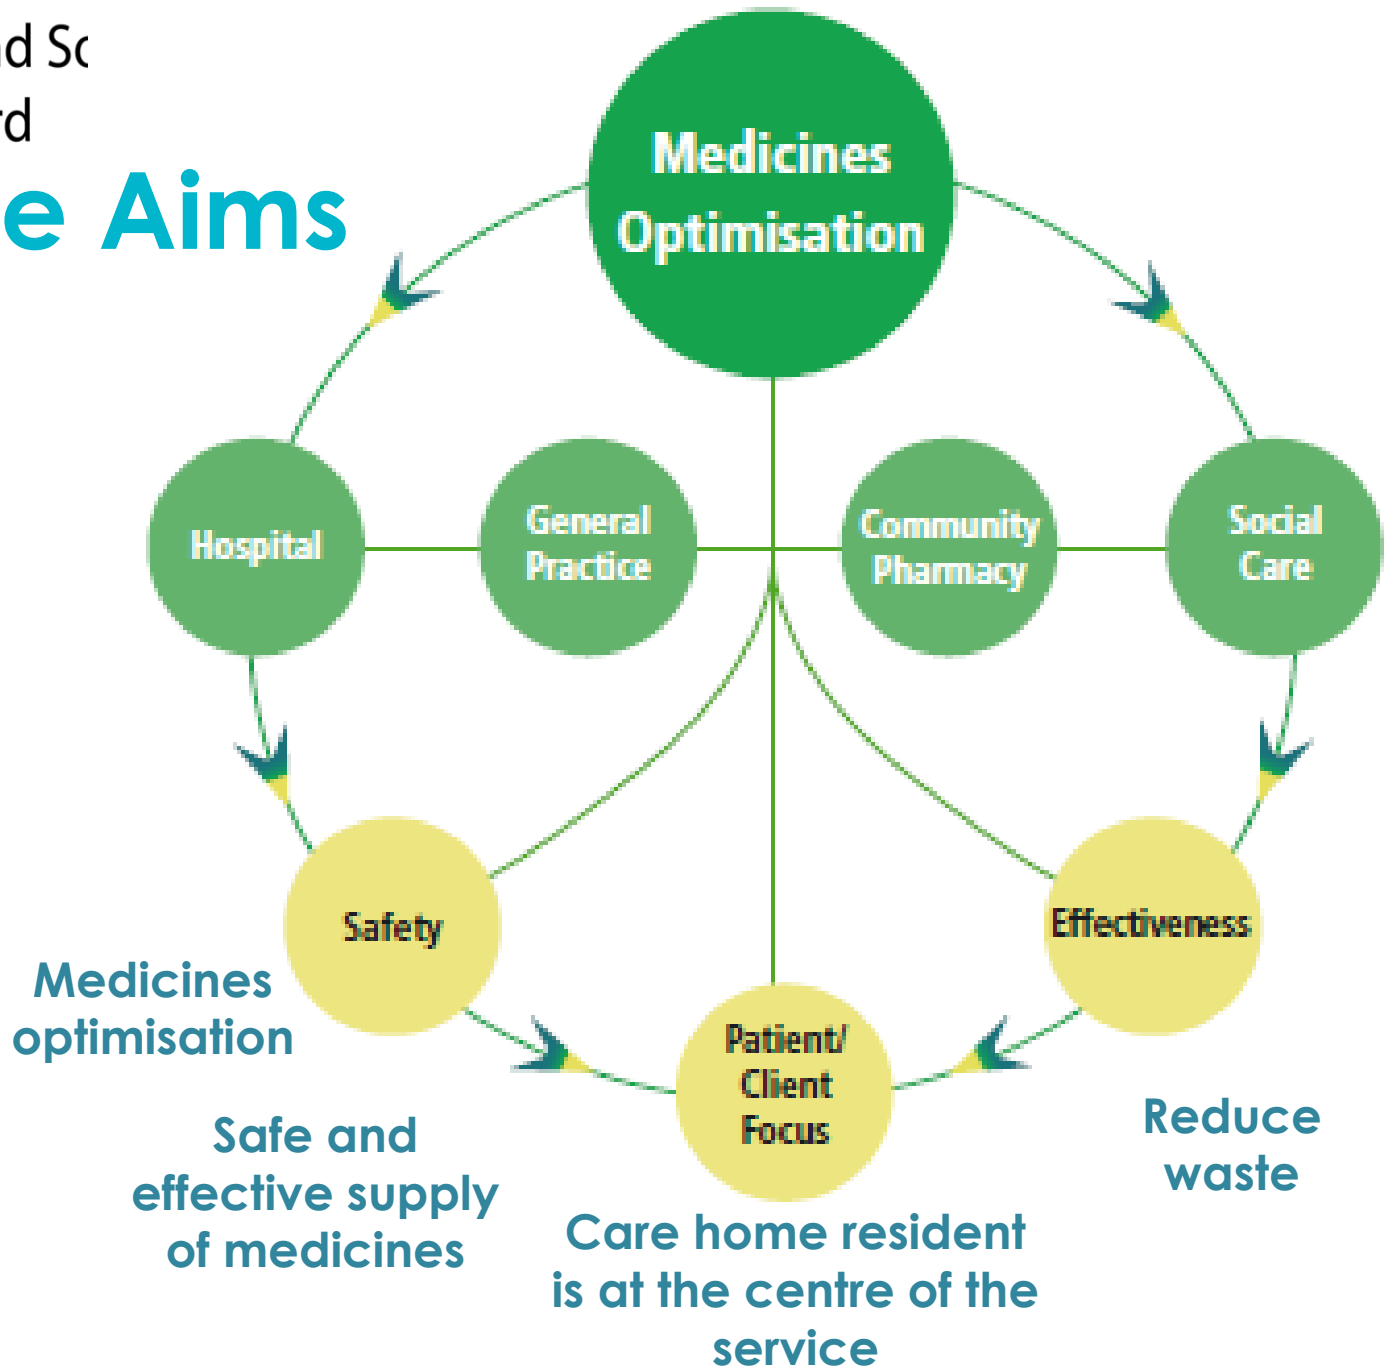 d Sc
rd
e Aims
Medicines
Optimisation
Hospital
General
Practice
Community
Pharmacy
Social
Care
Safety
Effectiveness
Patient/
Client
Focus
Medicines
optimisation
Safe and
effective supply
of medicines
Care home resident
is at the centre of the
service
Reduce
waste